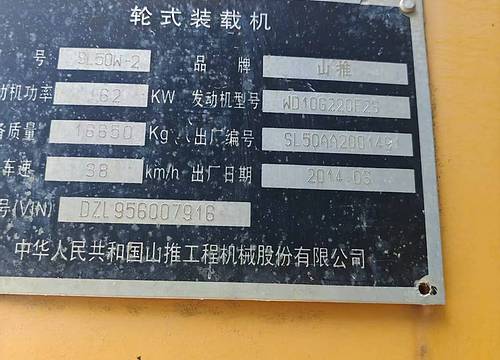 轮式装载机
号 SL50W-2 品牌 山推
动机功率 162 KW 发动机型号 WD10G220E23
备质量 16850 Kg 出厂编号 SL50AA2001491
车速 38 km/h 出厂日期 2014.05
号(VIN) DZL956007916
中华人民共和国山推工程机械股份有限公司